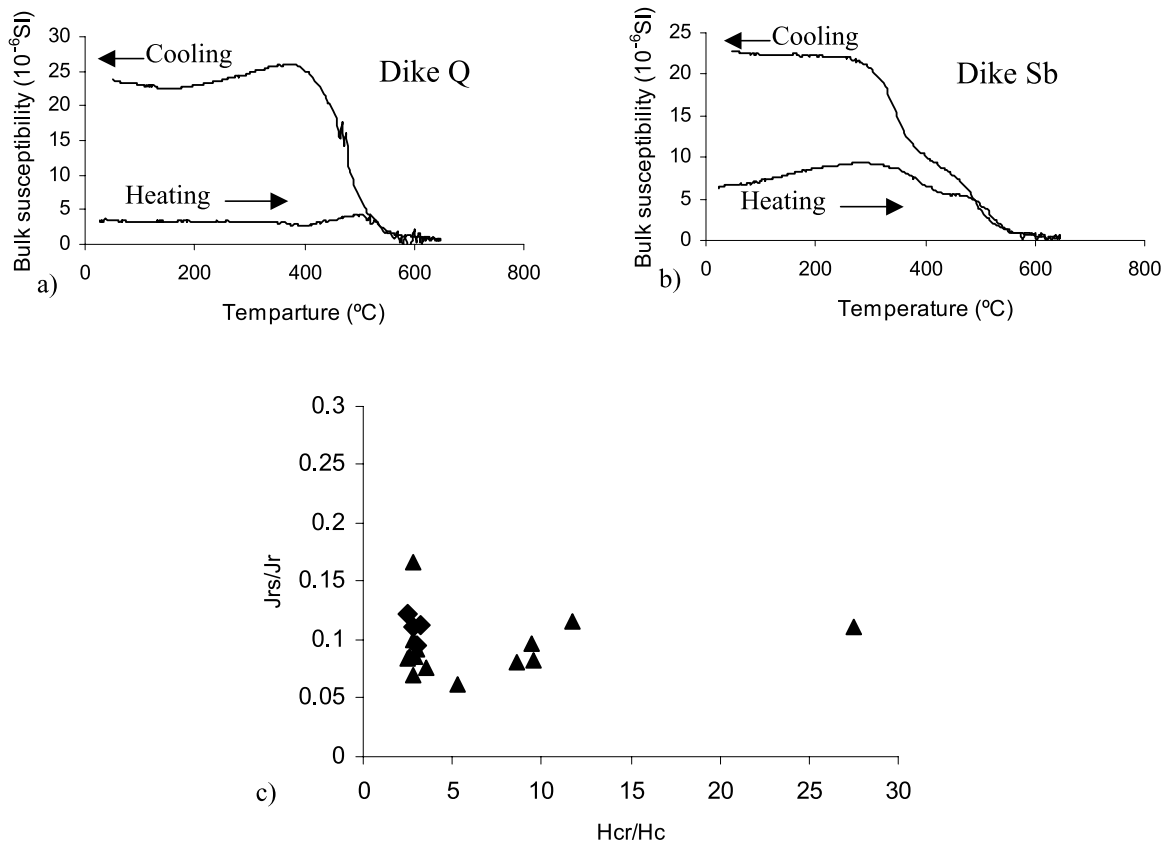 Bulk susceptibility (10⁻⁶SI)
30
25
20
15
10
5
0
Cooling
Dike Q
Heating
0
200
400
600
800
a)
Temparture (ºC)
Bulk susceptibility (10⁻⁶SI)
25
20
15
10
5
0
Cooling
Dike Sb
Heating
0
200
400
600
800
b)
Temperature (ºC)
Jrs/Jr
0.3
0.25
0.2
0.15
0.1
0.05
0
0
5
10
15
20
25
30
c)
Hcr/Hc